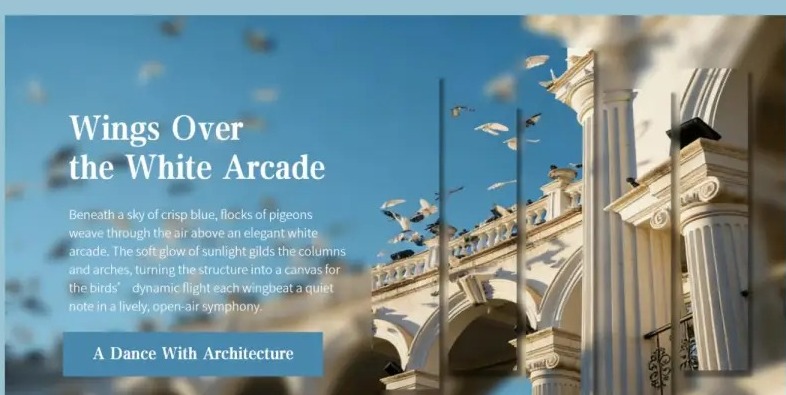 Wings Over
the White Arcade
Beneath a sky of crisp blue, flocks of pigeons
weave through the air above an elegant white
arcade. The soft glow of sunlight gilds the columns
and arches, turning the structure into a canvas for
the birds’ dynamic flight each wingbeat a quiet
note in a lively, open-air symphony.
A Dance With Architecture